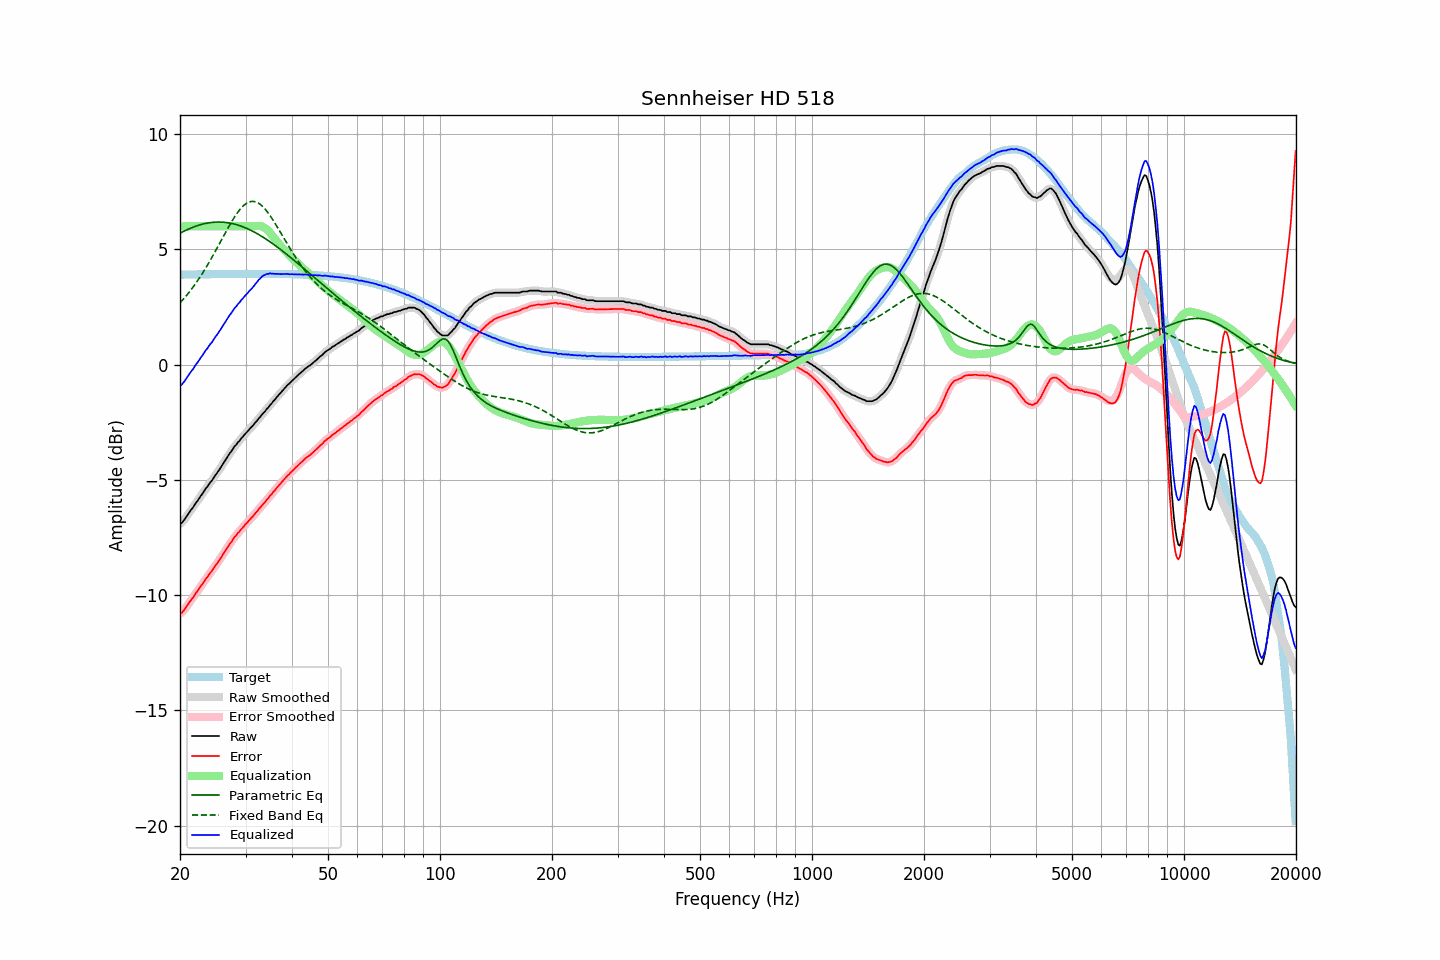 Sennheiser HD 518
Amplitude (dBr)
10
5
0
−5
−10
−15
−20
Target
Raw Smoothed
Error Smoothed
Raw
Error
Equalization
Parametric Eq
Fixed Band Eq
Equalized
20
50
100
200
500
1000
2000
5000
10000
20000
Frequency (Hz)